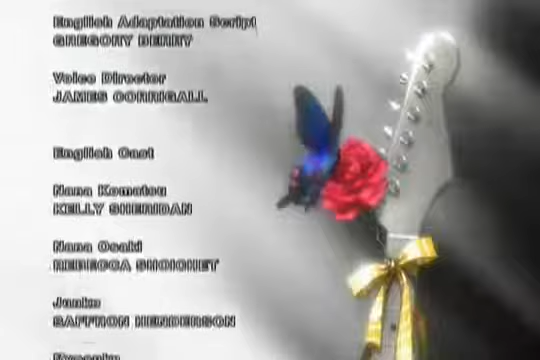 English Adaptation Script
GREGORY BERRY
Voice Director
JAMES CORRIGALL
English Cast
Nana Komatsu
KELLY SHERIDAN
Nana Osaki
REBECCA SHOICHET
Junko
SAFFRON HENDERSON